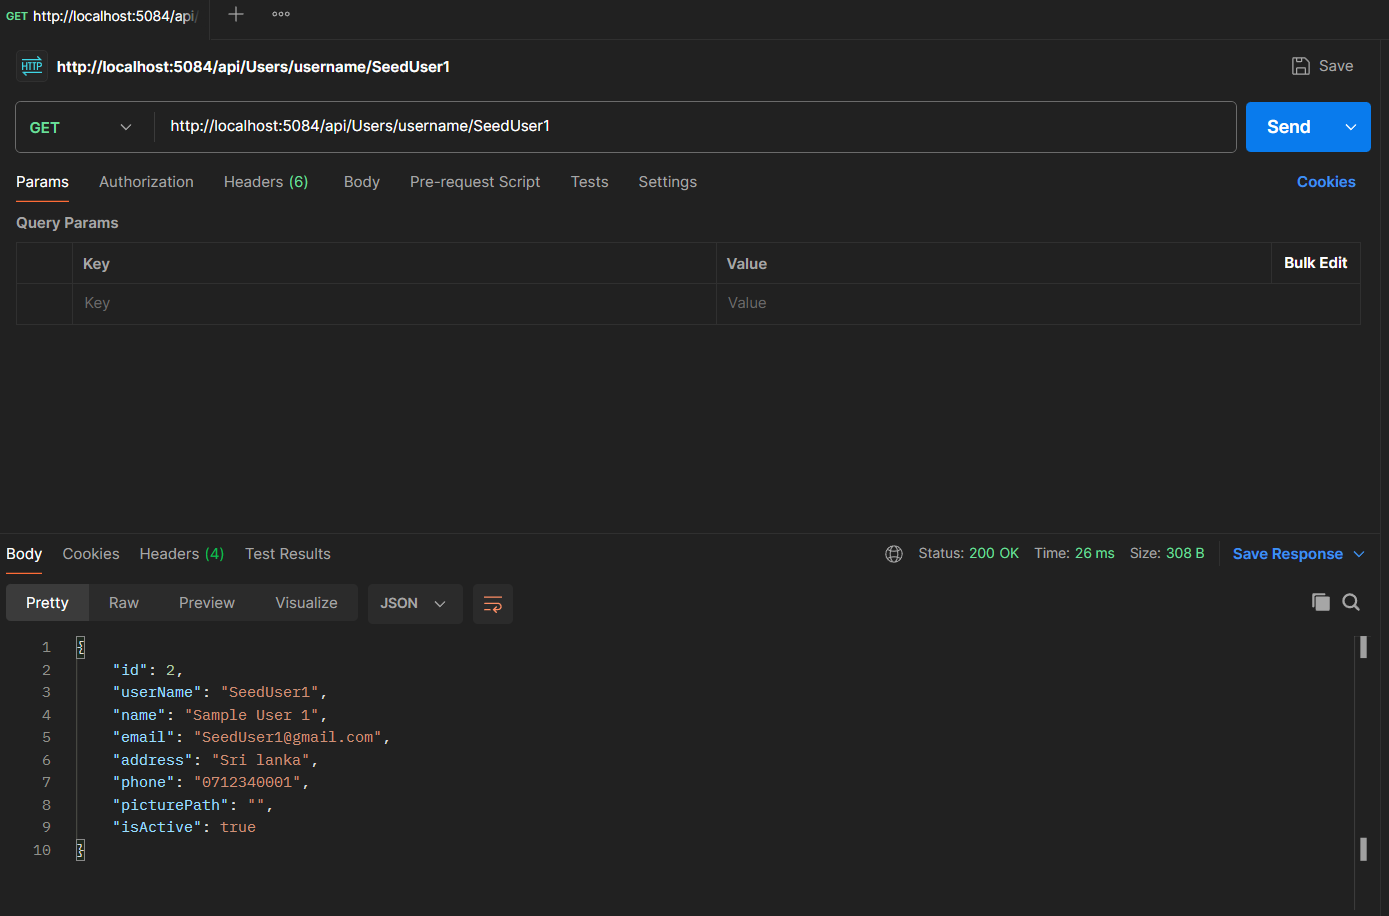 GET http://localhost:5084/api/
HTTP http://localhost:5084/api/Users/username/SeedUser1 Save
GET http://localhost:5084/api/Users/username/SeedUser1 Send
Params Authorization Headers (6) Body Pre-request Script Tests Settings Cookies
Query Params
Key Value Bulk Edit
Key Value
Body Cookies Headers (4) Test Results Status: 200 OK Time: 26 ms Size: 308 B Save Response
Pretty Raw Preview Visualize JSON
1 {
2 "id": 2,
3 "userName": "SeedUser1",
4 "name": "Sample User 1",
5 "email": "SeedUser1@gmail.com",
6 "address": "Sri lanka",
7 "phone": "0712340001",
8 "picturePath": "",
9 "isActive": true
10 }